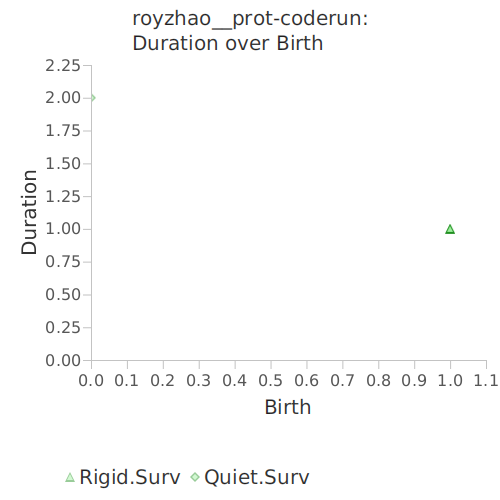 royzhao__prot-coderun:
Duration over Birth
2.25
2.00
1.75
1.50
1.25
1.00
0.75
0.50
0.25
0.00
Duration
0.0 0.1 0.2 0.3 0.4 0.5 0.6 0.7 0.8 0.9 1.0 1.1
Birth
Rigid.Surv Quiet.Surv